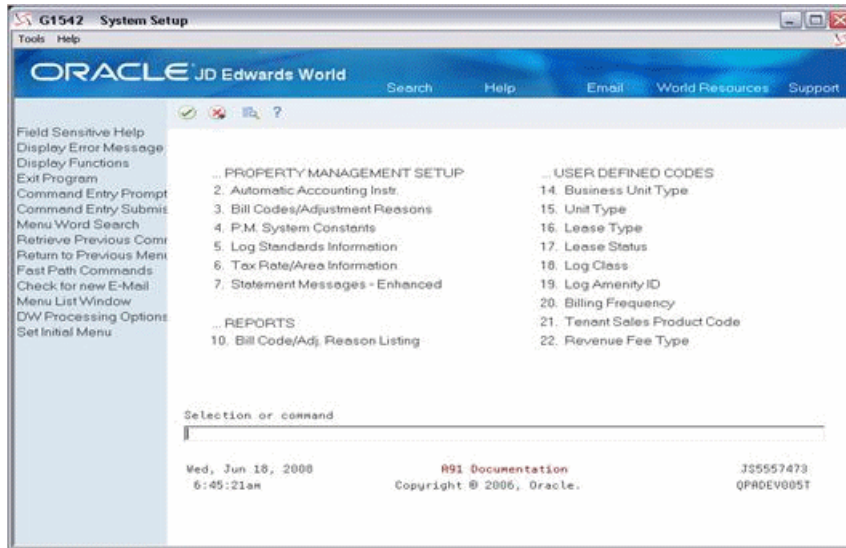 G1542 System Setup
Tools Help
ORACLE JD Edwards World
Search Help Email World Resources Support
?
Field Sensitive Help
Display Error Message
Display Functions
Exit Program
Command Entry Prompt
Command Entry Submis
Menu Word Search
Retrieve Previous Comr
Return to Previous Menu
Fast Path Commands
Check for new E-Mail
Menu List Window
DW Processing Options
Set Initial Menu
... PROPERTY MANAGEMENT SETUP
2. Automatic Accounting Instr.
3. Bill Codes/Adjustment Reasons
4. P.M. System Constants
5. Log Standards Information
6. Tax Rate/Area Information
7. Statement Messages - Enhanced
... REPORTS
10. Bill Code/Adj. Reason Listing
... USER DEFINED CODES
14. Business Unit Type
15. Unit Type
16. Lease Type
17. Lease Status
18. Log Class
19. Log Amenity ID
20. Billing Frequency
21. Tenant Sales Product Code
22. Revenue Fee Type
Selection or command
Wed, Jun 18, 2008 A91 Documentation JS5557473
6:45:21am Copyright © 2006, Oracle. QPADEV005T